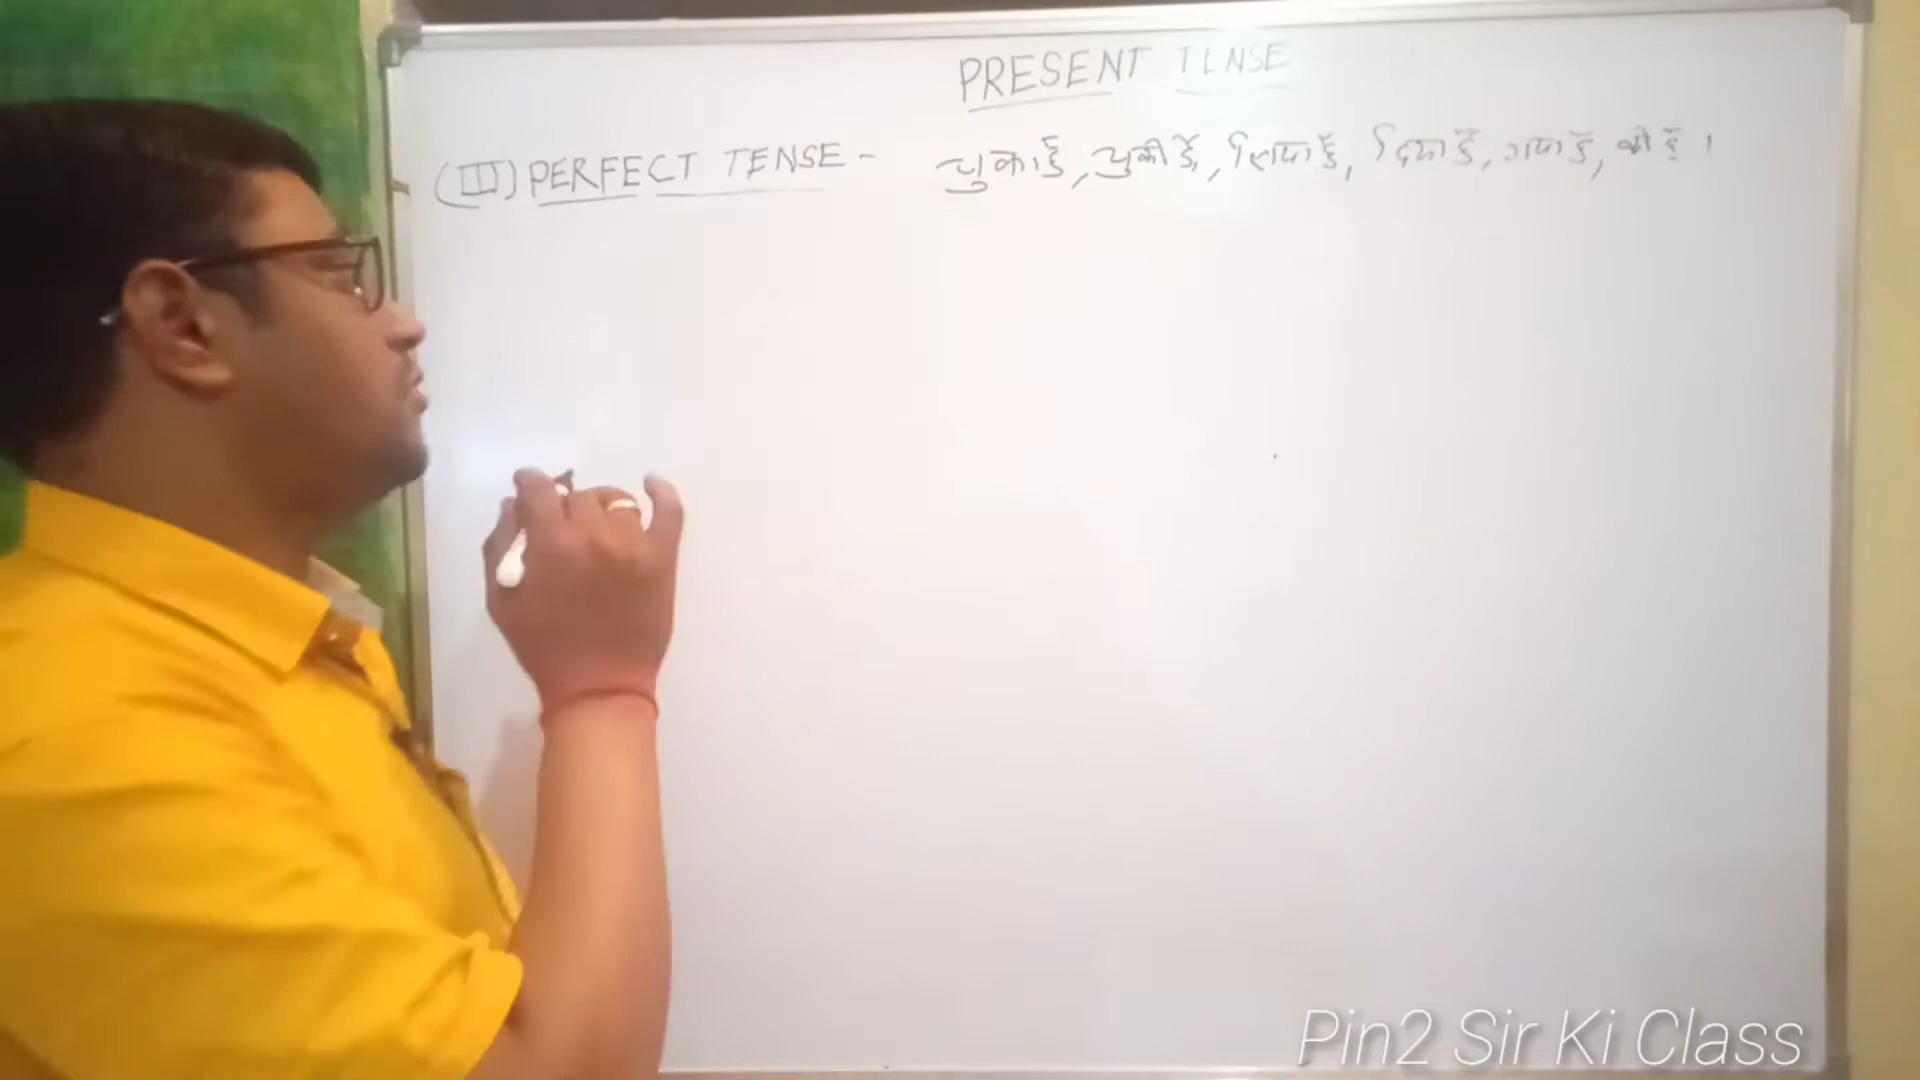 PRESENT TENSE
(III) PERFECT TENSE - चुका है, चुकी है, लिया है, दिया है, गया है, की है ।
Pin2 Sir Ki Class